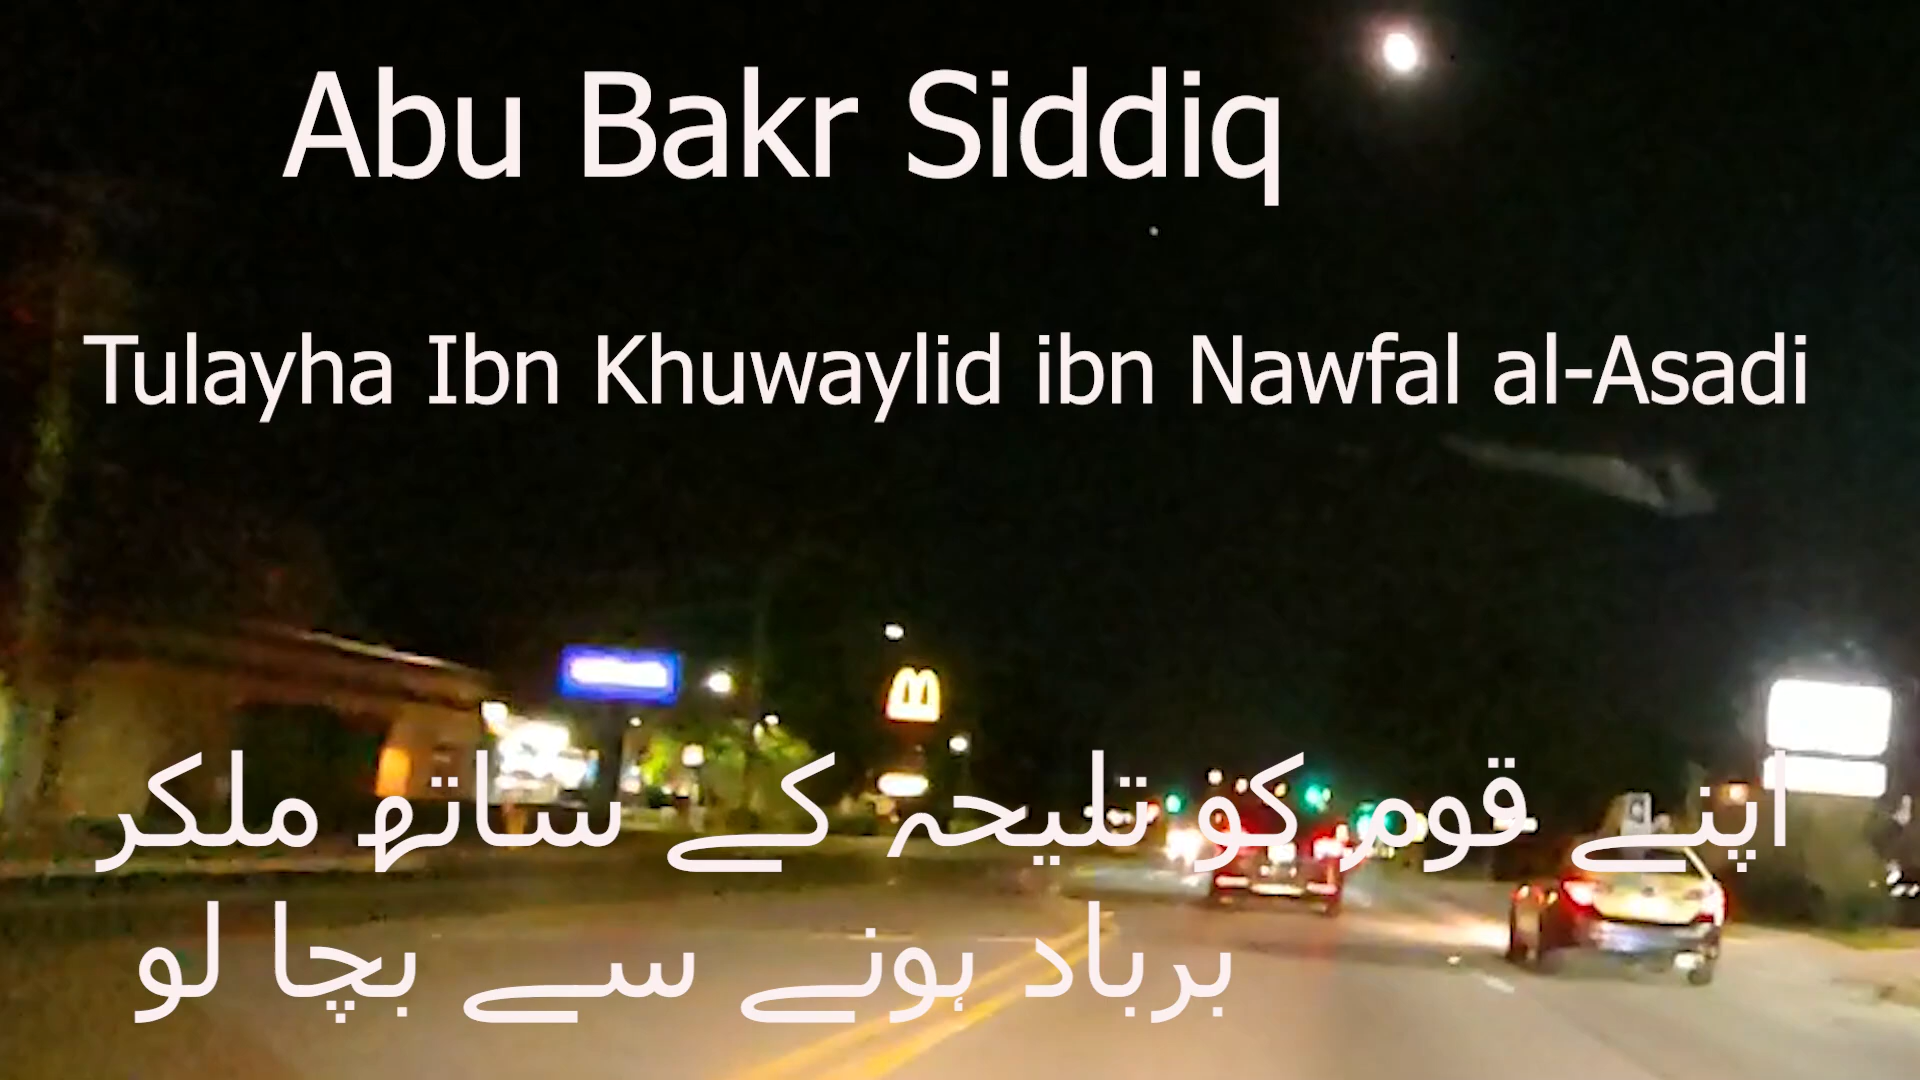 Abu Bakr Siddiq
Tulayha Ibn Khuwaylid ibn Nawfal al-Asadi
اپنے قوم کو تلیحہ کے ساتھ ملکر
برباد ہونے سے بچا لو